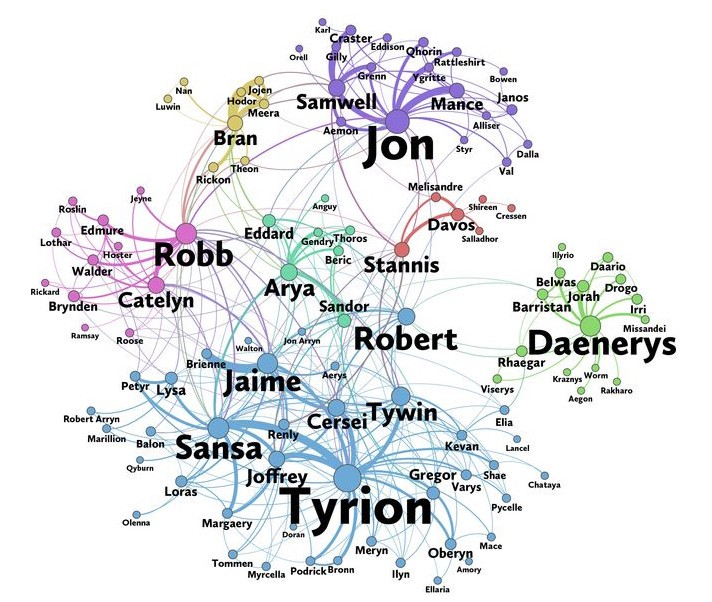 Karl
Craster
Eddison
Qhorin
Orell
Gilly
Rattleshirt
Grenn
Ygritte
Bowen
Nan
Jojen
Hodor
Luwin
Meera
Samwell
Mance
Janos
Bran
Aemon
Jon
Alliser
Styr
Dalla
Val
Theon
Rickon
Melisandre
Jeyne
Roslin
Anguy
Shireen
Cressen
Edmure
Eddard
Davos
Lothar
Gendry
Thoros
Salladhor
Hoster
Robb
Beric
Stannis
Illyrio
Walder
Daario
Rickard
Catelyn
Arya
Belwas
Jorah
Drogo
Brynden
Sandor
Barristan
Irri
Ramsay
Roose
Jon Arryn
Robert
Missandei
Walton
Daenerys
Brienne
Rhaegar
Petyr
Lysa
Jaime
Aerys
Kraznys
Worm
Viserys
Rakharo
Aegon
Robert Arryn
Cersei
Tywin
Elia
Marillion
Balon
Sansa
Renly
Kevan
Lancel
Qyburn
Joffrey
Gregor
Shae
Varys
Chataya
Loras
Tyrion
Pycelle
Olenna
Margaery
Doran
Meryn
Mace
Tommen
Oberyn
Myrcella
Podrick
Bronn
Ilyn
Amory
Ellaria